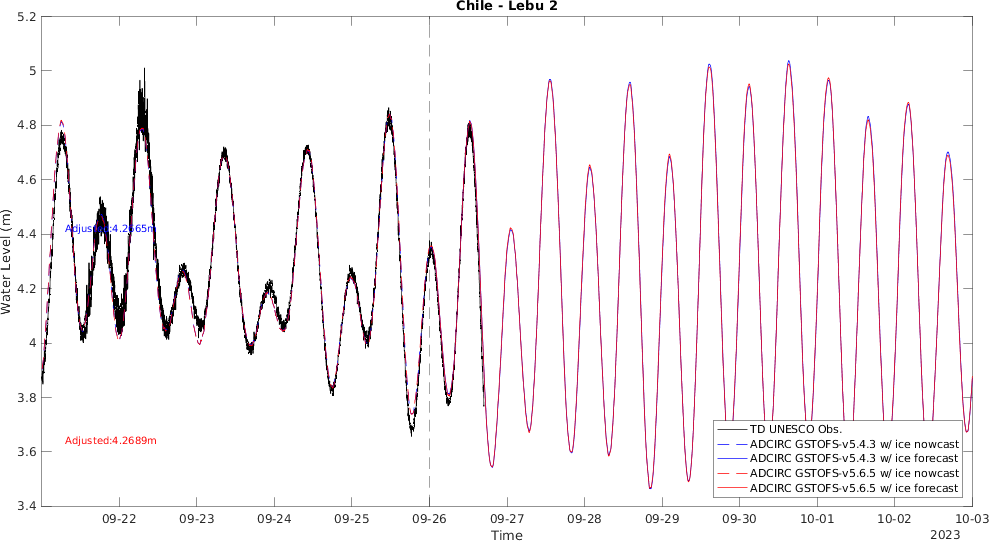 Chile - Lebu 2
5.2
5
4.8
4.6
4.4
4.2
4
3.8
3.6
3.4
Water Level (m)
Adjusted:4.2665m
Adjusted:4.2689m
TD UNESCO Obs.
ADCIRC GSTOFS-v5.4.3 w/ ice nowcast
ADCIRC GSTOFS-v5.4.3 w/ ice forecast
ADCIRC GSTOFS-v5.6.5 w/ ice nowcast
ADCIRC GSTOFS-v5.6.5 w/ ice forecast
09-22 09-23 09-24 09-25 09-26 09-27 09-28 09-29 09-30 10-01 10-02 10-03
Time 2023